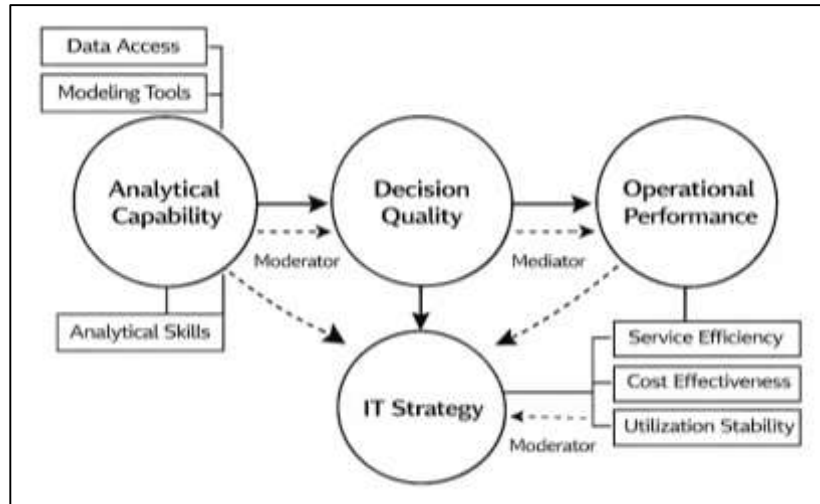 Data Access
Modeling Tools
Analytical
Capability
Decision
Quality
Operational
Performance
Moderator
Mediator
Analytical Skills
IT Strategy
Service Efficiency
Cost Effectiveness
Utilization Stability
Moderator